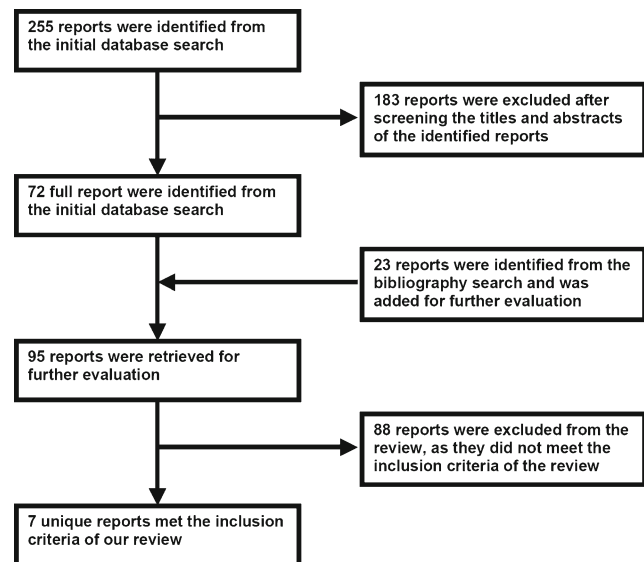 255 reports were identified from
the initial database search
183 reports were excluded after
screening the titles and abstracts
of the identified reports
72 full report were identified from
the initial database search
23 reports were identified from the
bibliography search and was
added for further evaluation
95 reports were retrieved for
further evaluation
88 reports were excluded from the
review, as they did not meet the
inclusion criteria of the review
7 unique reports met the inclusion
criteria of our review